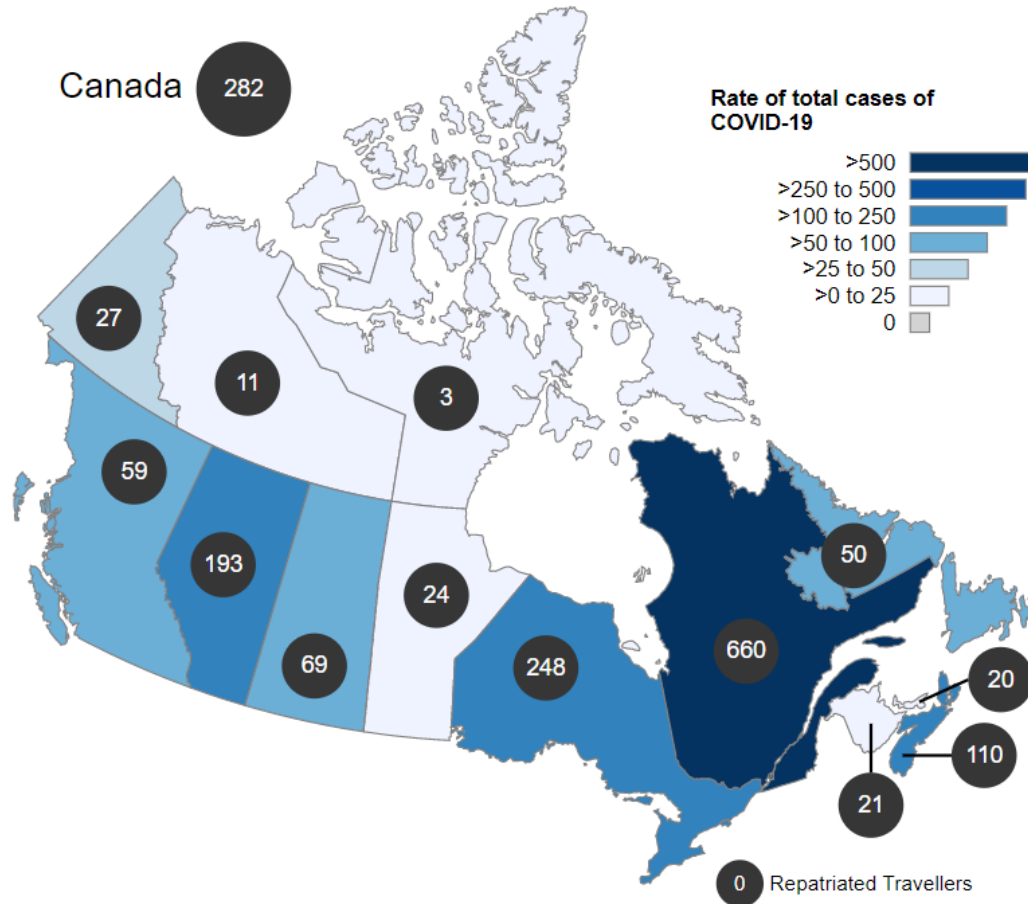 Canada 282
Rate of total cases of
COVID-19
>500
>250 to 500
>100 to 250
>50 to 100
>25 to 50
>0 to 25
0
27
11
3
59
193
69
24
248
660
50
20
110
21
0 Repatriated Travellers